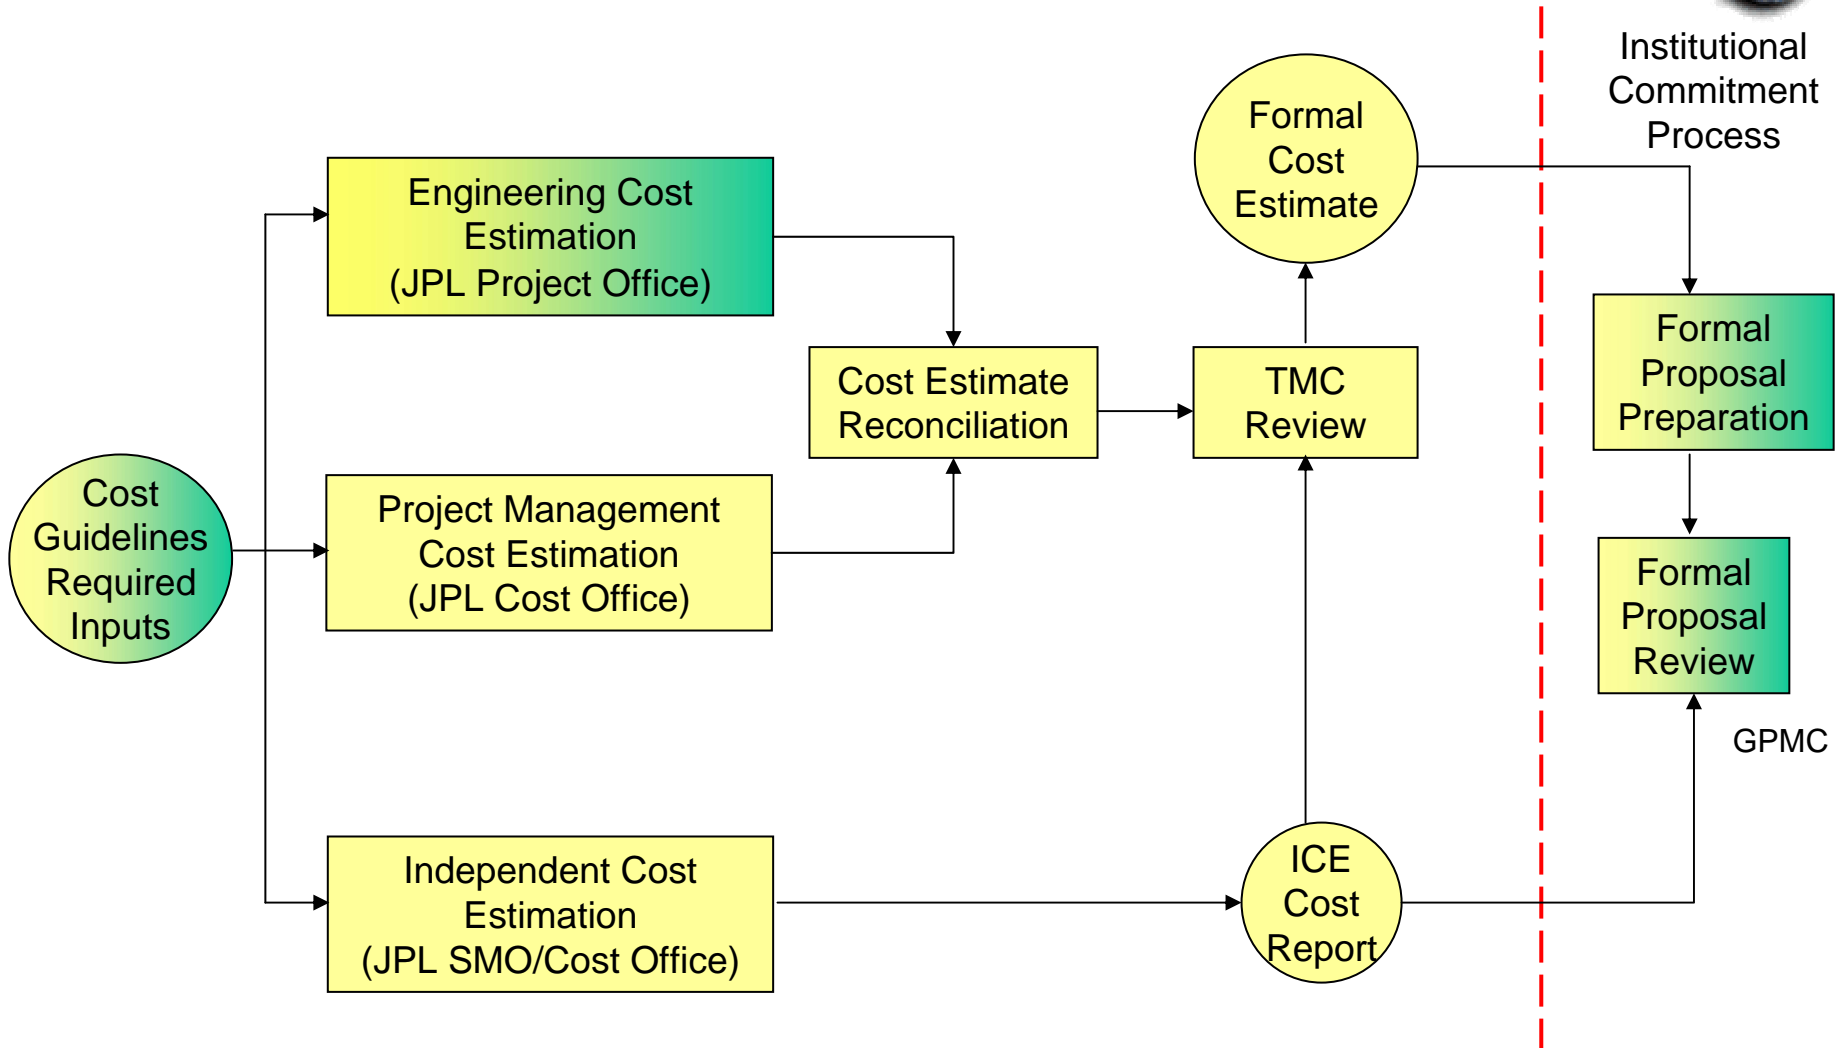 Institutional
Commitment
Process
Formal
Cost
Estimate
Engineering Cost
Estimation
(JPL Project Office)
Formal
Proposal
Preparation
Cost Estimate
Reconciliation
TMC
Review
Cost
Guidelines
Required
Inputs
Project Management
Cost Estimation
(JPL Cost Office)
Formal
Proposal
Review
GPMC
Independent Cost
Estimation
(JPL SMO/Cost Office)
ICE
Cost
Report